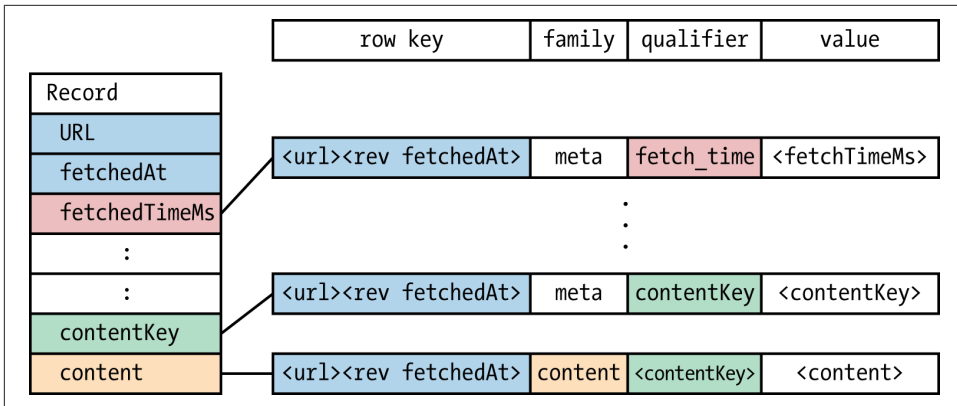 row key family qualifier value
Record
URL
fetchedAt
fetchedTimeMs
:
:
contentKey
content
<url><rev fetchedAt> meta fetch_time <fetchTimeMs>
<url><rev fetchedAt> meta contentKey <contentKey>
<url><rev fetchedAt> content <contentKey> <content>